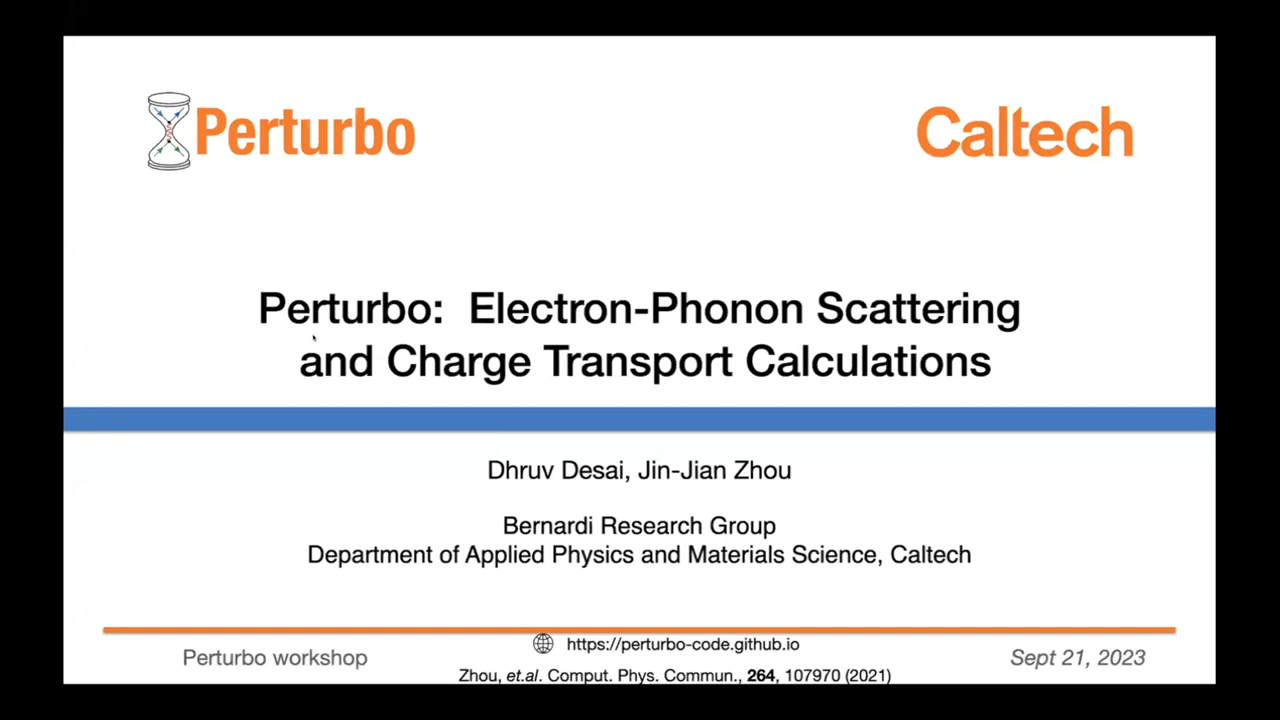 Perturbo
Caltech
Perturbo: Electron-Phonon Scattering
and Charge Transport Calculations
Dhruv Desai, Jin-Jian Zhou
Bernardi Research Group
Department of Applied Physics and Materials Science, Caltech
https://perturbo-code.github.io
Perturbo workshop
Sept 21, 2023
Zhou, et.al. Comput. Phys. Commun., 264, 107970 (2021)